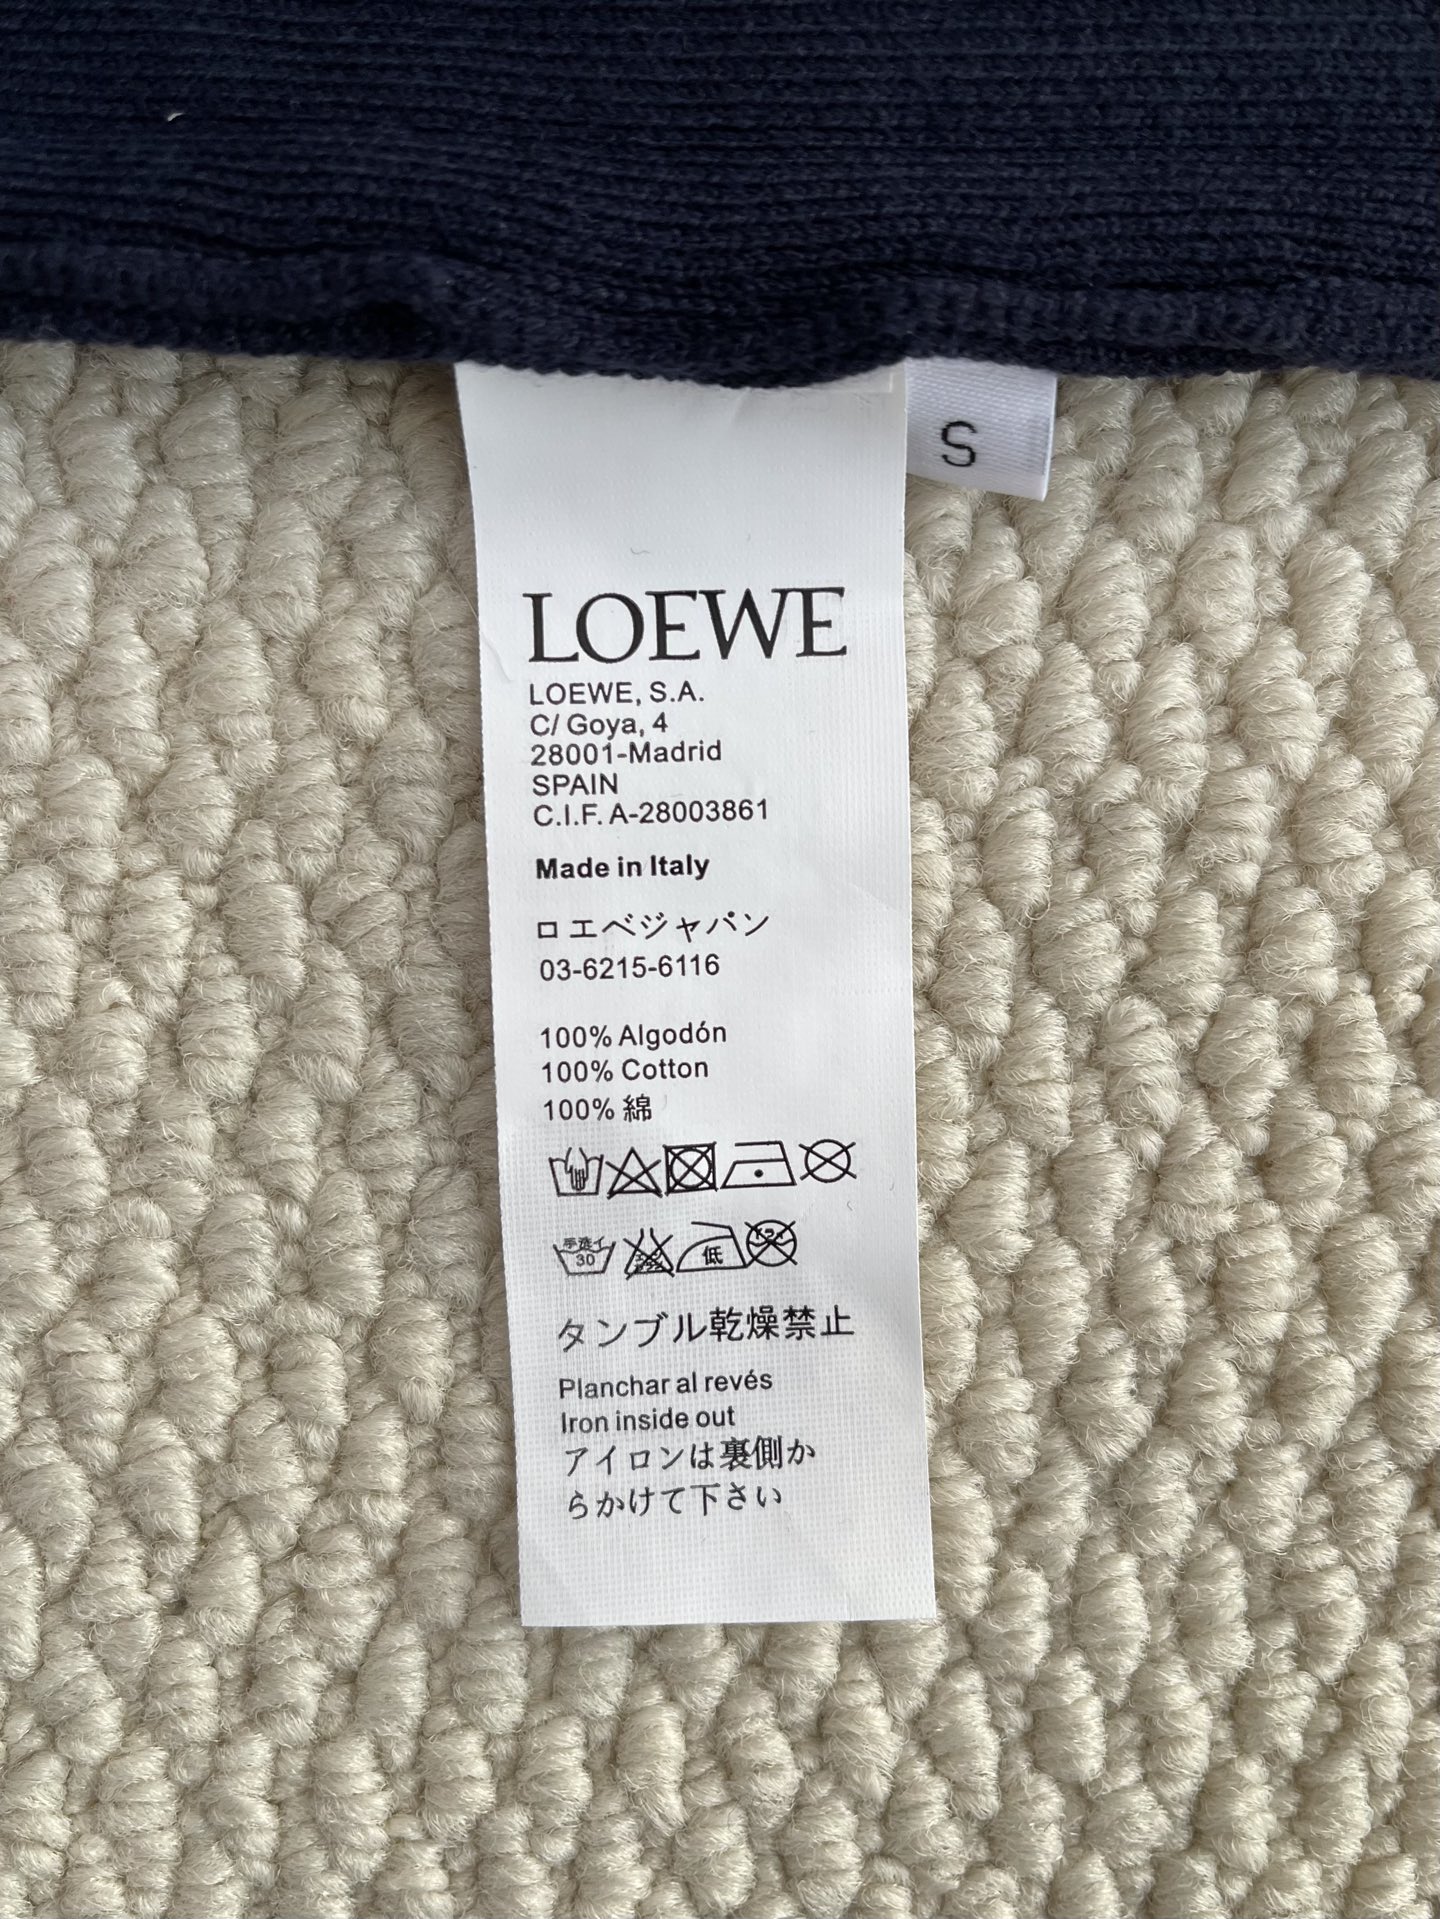 S
LOEWE
LOEWE, S.A.
C/ Goya, 4
28001-Madrid
SPAIN
C.I.F. A-28003861
Made in Italy
ロエベジャパン
03-6215-6116
100% Algodón
100% Cotton
100% 綿
手洗イ
30
低
タンブル乾燥禁止
Planchar al revés
Iron inside out
アイロンは裏側か
らかけて下さい